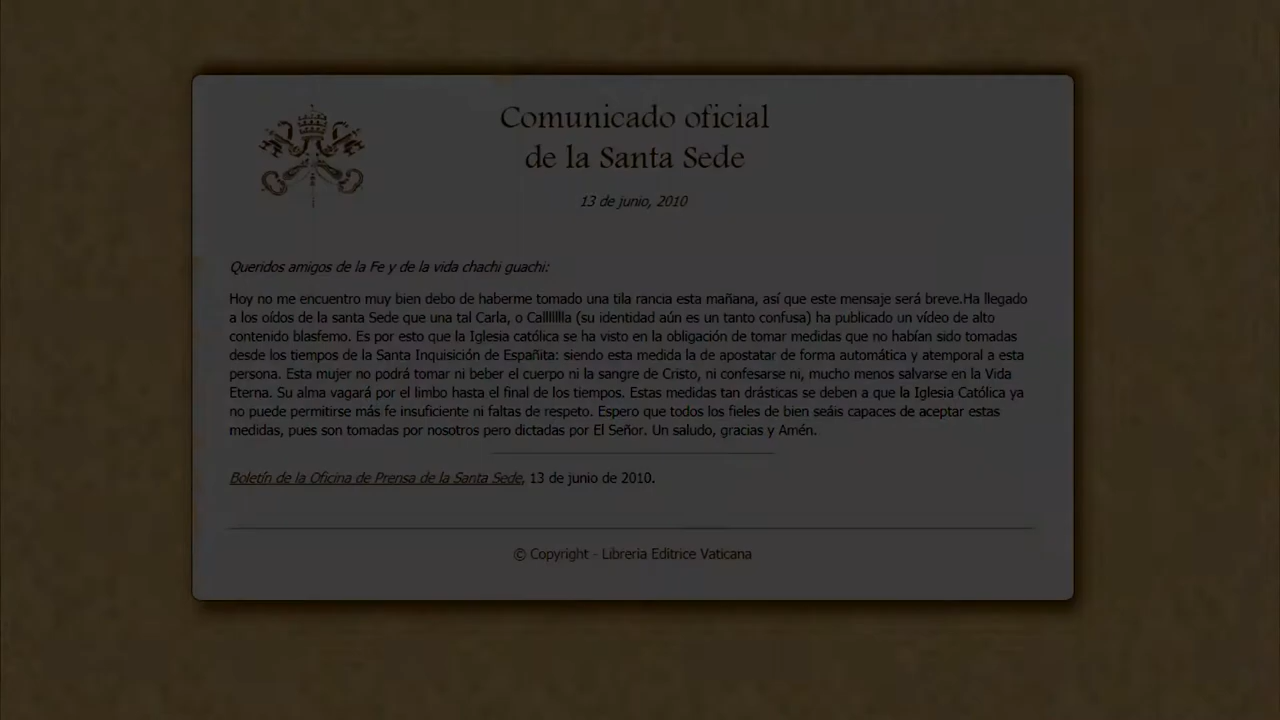 Comunicado oficial
de la Santa Sede
13 de junio, 2010
Queridos amigos de la Fe y de la vida chachi guachi:
Hoy no me encuentro muy bien debo de haberme tomado una tila rancia esta mañana, así que este mensaje será breve.Ha llegado
a los oídos de la santa Sede que una tal Carla, o Calllllla (su identidad aún es un tanto confusa) ha publicado un vídeo de alto
contenido blasfemo. Es por esto que la Iglesia católica se ha visto en la obligación de tomar medidas que no habían sido tomadas
desde los tiempos de la Santa Inquisición de Españita: siendo esta medida la de apostatar de forma automática y atemporal a esta
persona. Esta mujer no podrá tomar ni beber el cuerpo ni la sangre de Cristo, ni confesarse ni, mucho menos salvarse en la Vida
Eterna. Su alma vagará por el limbo hasta el final de los tiempos. Estas medidas tan drásticas se deben a que la Iglesia Católica ya
no puede permitirse más fe insuficiente ni faltas de respeto. Espero que todos los fieles de bien seáis capaces de aceptar estas
medidas, pues son tomadas por nosotros pero dictadas por El Señor. Un saludo, gracias y Amén.
Boletín de la Oficina de Prensa de la Santa Sede, 13 de junio de 2010.
© Copyright - Libreria Editrice Vaticana